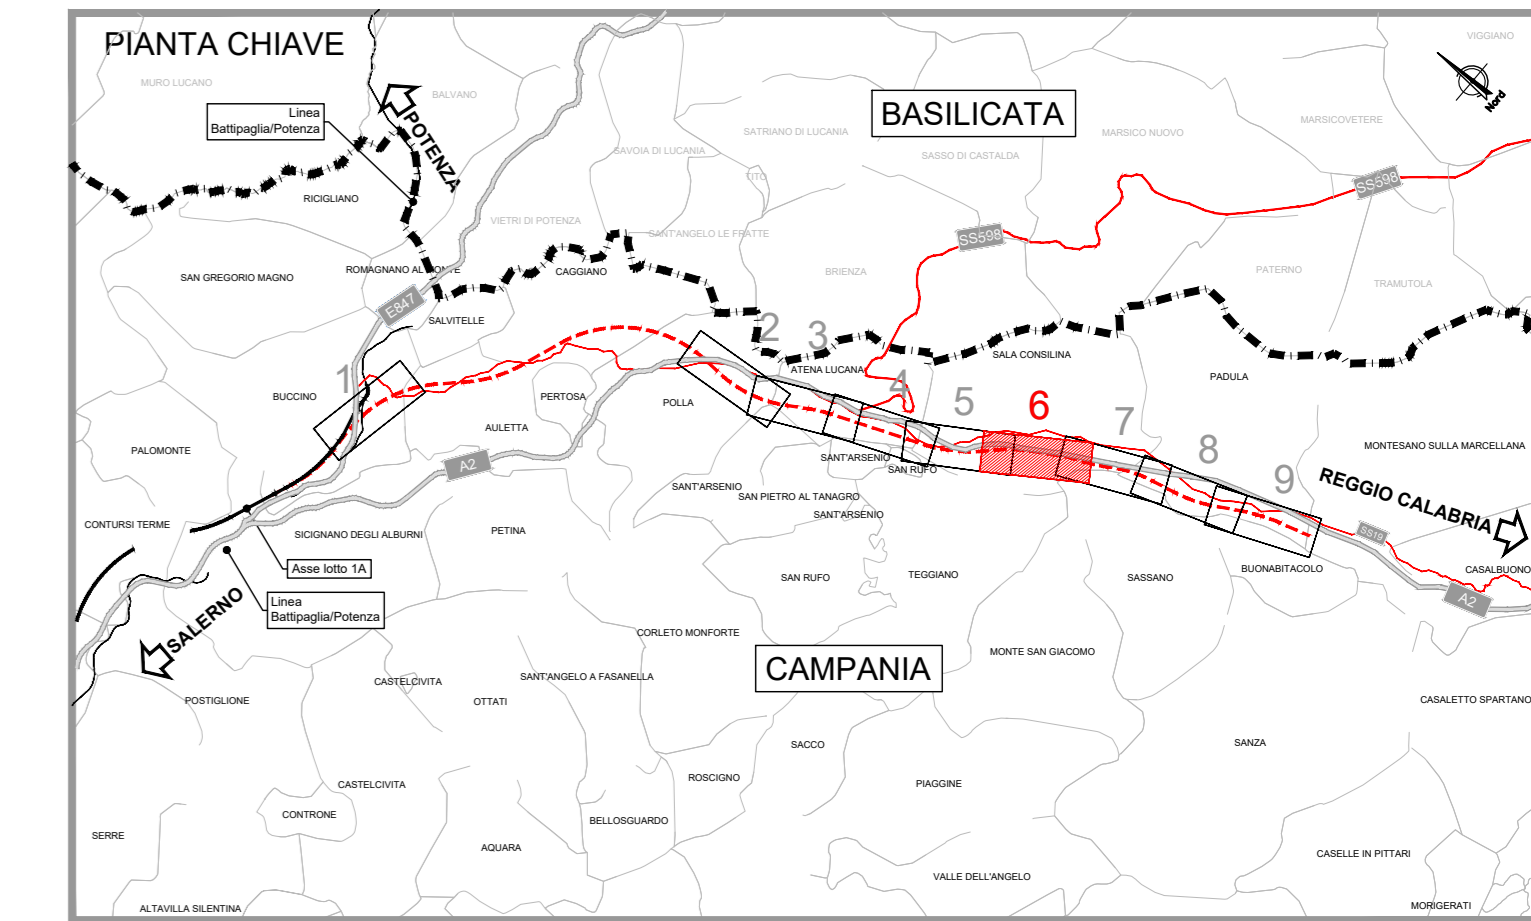 PIANTA CHIAVE
VIGGIANO
MURO LUCANO
BALVANO
Nord
Linea
Battipaglia/Potenza
POTENZA
BASILICATA
SATRIANO DI LUCANIA
MARSICO NUOVO
MARSICOVETERE
SAVOIA DI LUCANIA
SASSO DI CASTALDA
TITO
SS598
RICIGLIANO
VIETRI DI POTENZA
SANT'ANGELO LE FRATTE
SS598
SAN GREGORIO MAGNO
ROMAGNANO AL MONTE
CAGGIANO
BRIENZA
PATERNO
TRAMUTOLA
E847
SALVITELLE
2
3
SALA CONSILINA
ATENA LUCANA
PADULA
1
BUCCINO
PERTOSA
POLLA
4
5
6
7
AULETTA
PALOMONTE
A2
SANT'ARSENIO
SAN RUFO
8
MONTESANO SULLA MARCELLANA
9
REGGIO CALABRIA
SANT'ARSENIO
SAN PIETRO AL TANAGRO
SANT'ARSENIO
CONTURSI TERME
SICIGNANO DEGLI ALBURNI
PETINA
SS19
Asse lotto 1A
SAN RUFO
TEGGIANO
SASSANO
BUONABITACOLO
CASALBUONO
A2
Linea
Battipaglia/Potenza
SALERNO
CORLETO MONFORTE
MONTE SAN GIACOMO
CAMPANIA
CASTELCIVITA
SANT'ANGELO A FASANELLA
POSTIGLIONE
OTTATI
CASALETTO SPARTANO
SACCO
SANZA
ROSCIGNO
CASTELCIVITA
PIAGGINE
CONTRONE
BELLOSGUARDO
SERRE
AQUARA
CASELLE IN PITTARI
VALLE DELL'ANGELO
ALTAVILLA SILENTINA
MORIGERATI